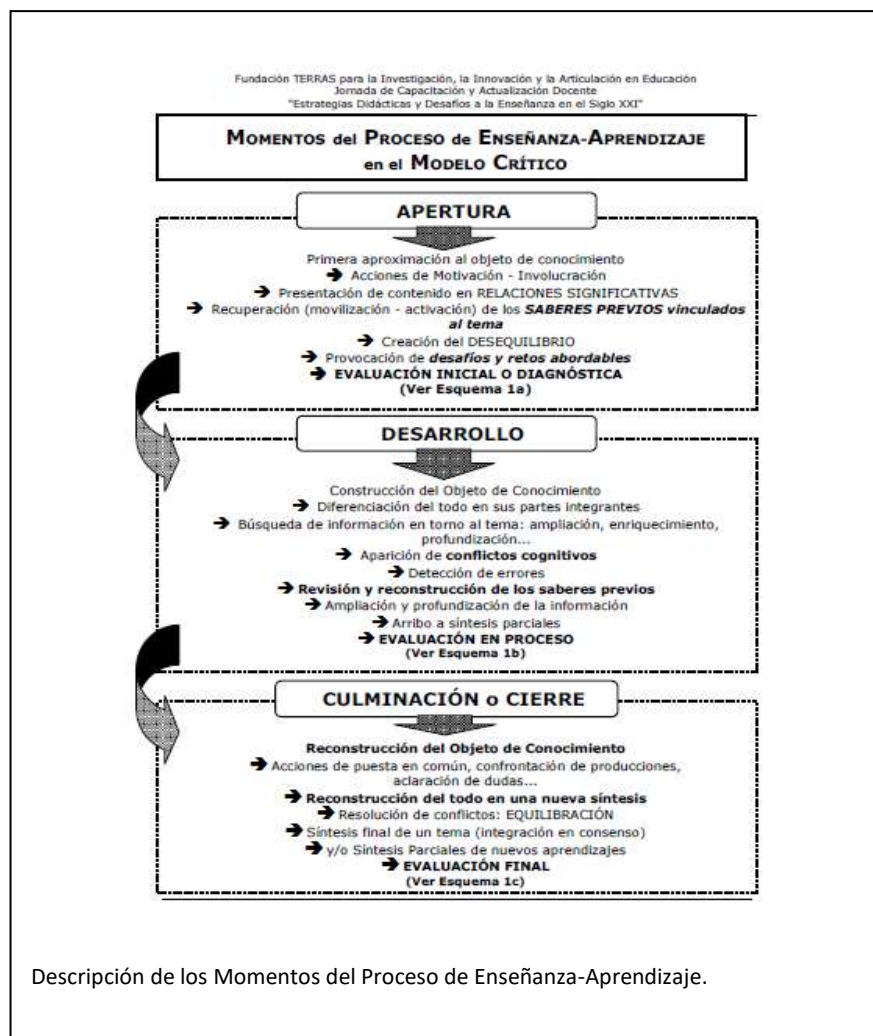 Fundación TERRAS para la Investigación, la Innovación y la Articulación en Educación
Jornada de Capacitación y Actualización Docente
"Estrategias Didácticas y Desafíos a la Enseñanza en el Siglo XXI"
MOMENTOS del PROCESO de ENSEÑANZA-APRENDIZAJE
en el MODELO CRÍTICO
APERTURA
Primera aproximación al objeto de conocimiento
➔ Acciones de Motivación - Involucración
➔ Presentación de contenido en RELACIONES SIGNIFICATIVAS
➔ Recuperación (movilización - activación) de los SABERES PREVIOS vinculados
al tema
➔ Creación del DESEQUILIBRIO
➔ Provocación de desafíos y retos abordables
➔ EVALUACIÓN INICIAL O DIAGNÓSTICA
(Ver Esquema 1a)
DESARROLLO
Construcción del Objeto de Conocimiento
➔ Diferenciación del todo en sus partes integrantes
➔ Búsqueda de información en torno al tema: ampliación, enriquecimiento,
profundización...
➔ Aparición de conflictos cognitivos
➔ Detección de errores
➔ Revisión y reconstrucción de los saberes previos
➔ Ampliación y profundización de la información
➔ Arribo a síntesis parciales
➔ EVALUACIÓN EN PROCESO
(Ver Esquema 1b)
CULMINACIÓN o CIERRE
Reconstrucción del Objeto de Conocimiento
➔ Acciones de puesta en común, confrontación de producciones,
aclaración de dudas...
➔ Reconstrucción del todo en una nueva síntesis
➔ Resolución de conflictos: EQUILIBRACIÓN
➔ Síntesis final de un tema (integración en consenso)
➔ y/o Síntesis Parciales de nuevos aprendizajes
➔ EVALUACIÓN FINAL
(Ver Esquema 1c)
Descripción de los Momentos del Proceso de Enseñanza-Aprendizaje.